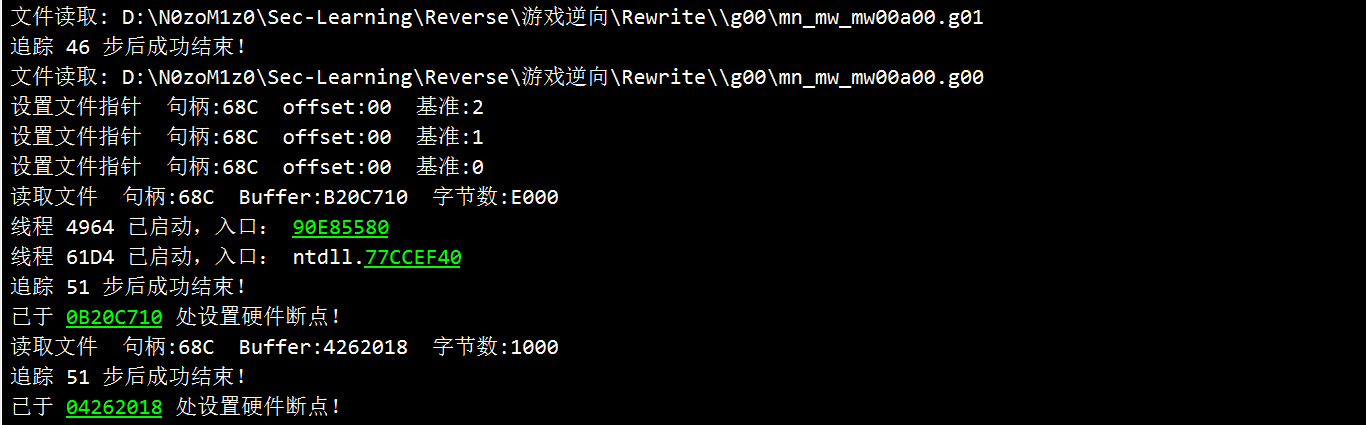 文件读取: D:\N0zoM1z0\Sec-Learning\Reverse\游戏逆向\Rewrite\\g00\mn_mw_mw00a00.g01
追踪 46 步后成功结束!
文件读取: D:\N0zoM1z0\Sec-Learning\Reverse\游戏逆向\Rewrite\\g00\mn_mw_mw00a00.g00
设置文件指针  句柄:68C  offset:00  基准:2
设置文件指针  句柄:68C  offset:00  基准:1
设置文件指针  句柄:68C  offset:00  基准:0
读取文件  句柄:68C  Buffer:B20C710  字节数:E000
线程 4964 已启动，入口： 90E85580
线程 61D4 已启动，入口： ntdll.77CCEF40
追踪 51 步后成功结束!
已于 0B20C710 处设置硬件断点!
读取文件  句柄:68C  Buffer:4262018  字节数:1000
追踪 51 步后成功结束!
已于 04262018 处设置硬件断点!